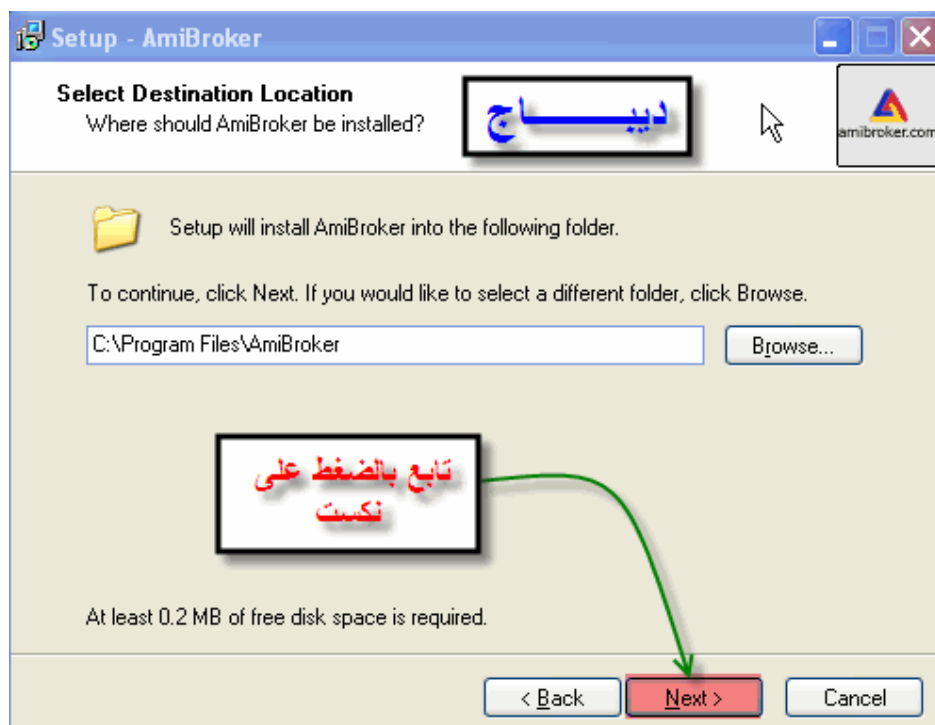 Setup - AmiBroker
Select Destination Location
Where should AmiBroker be installed?
ديبـــــــاج
amibroker.com
Setup will install AmiBroker into the following folder.
To continue, click Next. If you would like to select a different folder, click Browse.
C:\Program Files\AmiBroker
Browse...
تابع بالضغط على
نكست
At least 0.2 MB of free disk space is required.
< Back
Next >
Cancel